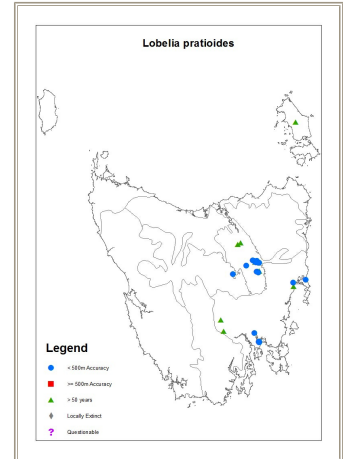 Lobelia pratioides
Legend
< 500m Accuracy
>= 500m Accuracy
> 50 years
Locally Extinct
? Questionable